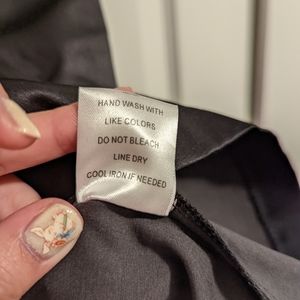 HAND WASH WITH
LIKE COLORS
DO NOT BLEACH
LINE DRY
COOL IRON IF NEEDED